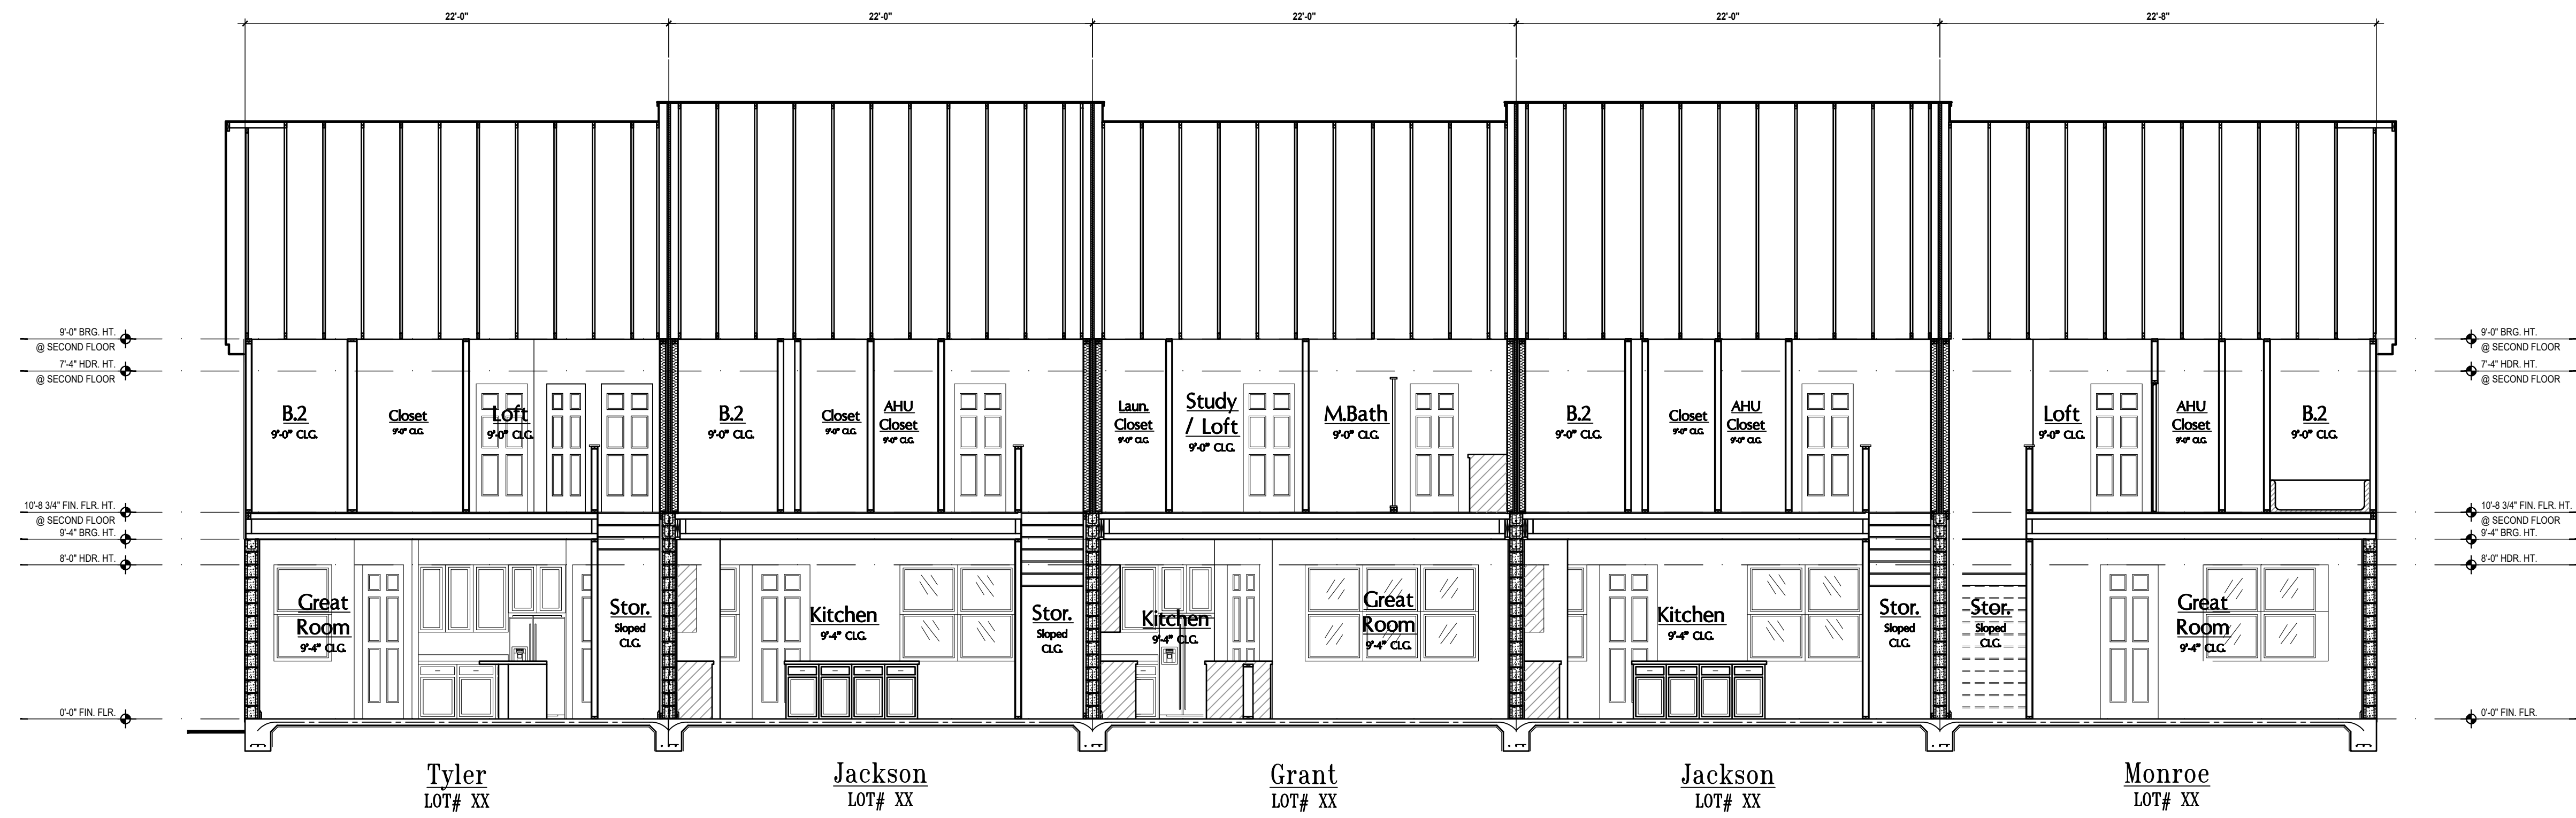 22'-0"
22'-0"
22'-0"
22'-0"
22'-8"
9'-0" BRG. HT.
@ SECOND FLOOR
7'-4" HDR. HT.
@ SECOND FLOOR
10'-8 3/4" FIN. FLR. HT.
@ SECOND FLOOR
9'-4" BRG. HT.
8'-0" HDR. HT.
0'-0" FIN. FLR.
B.2
9'-0" CLG.
Closet
9'-0" CLG.
Loft
9'-0" CLG.
B.2
9'-0" CLG.
Closet
9'-0" CLG.
AHU
Closet
9'-0" CLG.
Laun.
Closet
9'-0" CLG.
Study
/ Loft
9'-0" CLG.
M.Bath
9'-0" CLG.
B.2
9'-0" CLG.
Closet
9'-0" CLG.
AHU
Closet
9'-0" CLG.
Loft
9'-0" CLG.
AHU
Closet
9'-0" CLG.
B.2
9'-0" CLG.
Great
Room
9'-4" CLG.
Stor.
Sloped
CLG.
Kitchen
9'-4" CLG.
Stor.
Sloped
CLG.
Kitchen
9'-4" CLG.
Great
Room
9'-4" CLG.
Kitchen
9'-4" CLG.
Stor.
Sloped
CLG.
Stor.
Sloped
CLG.
Great
Room
9'-4" CLG.
9'-0" BRG. HT.
@ SECOND FLOOR
7'-4" HDR. HT.
@ SECOND FLOOR
10'-8 3/4" FIN. FLR. HT.
@ SECOND FLOOR
9'-4" BRG. HT.
8'-0" HDR. HT.
0'-0" FIN. FLR.
Tyler
LOT# XX
Jackson
LOT# XX
Grant
LOT# XX
Jackson
LOT# XX
Monroe
LOT# XX